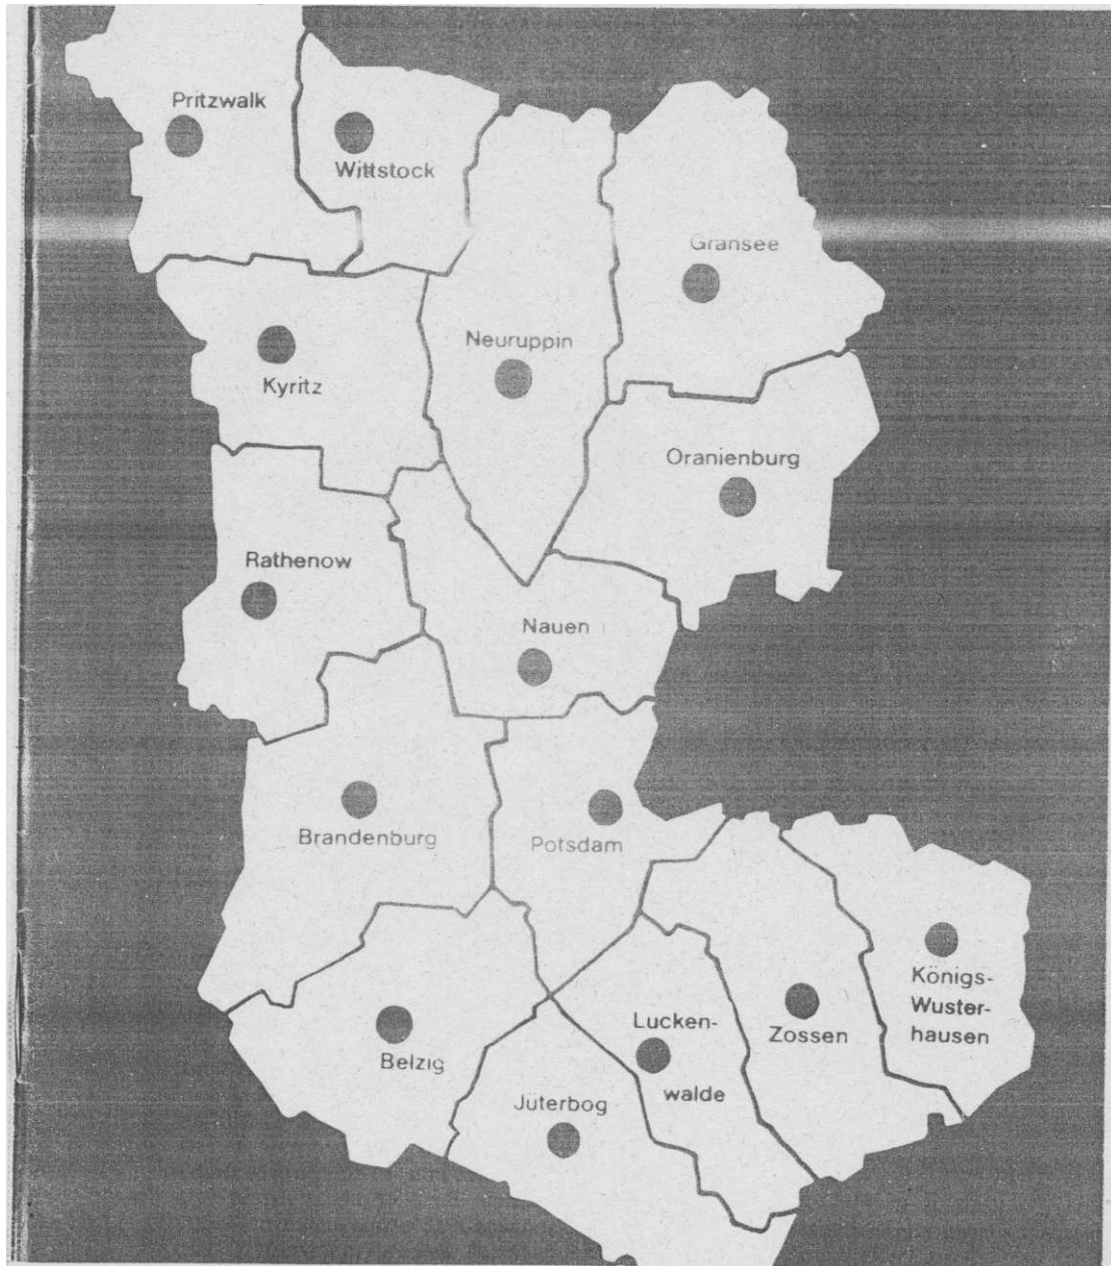 Pritzwalk
Wittstock
Gransee
Neuruppin
Kyritz
Oranienburg
Rathenow
Nauen
Brandenburg
Potsdam
Königs-
Wuster-
hausen
Zossen
Lucken-
walde
Belzig
Jüterbog